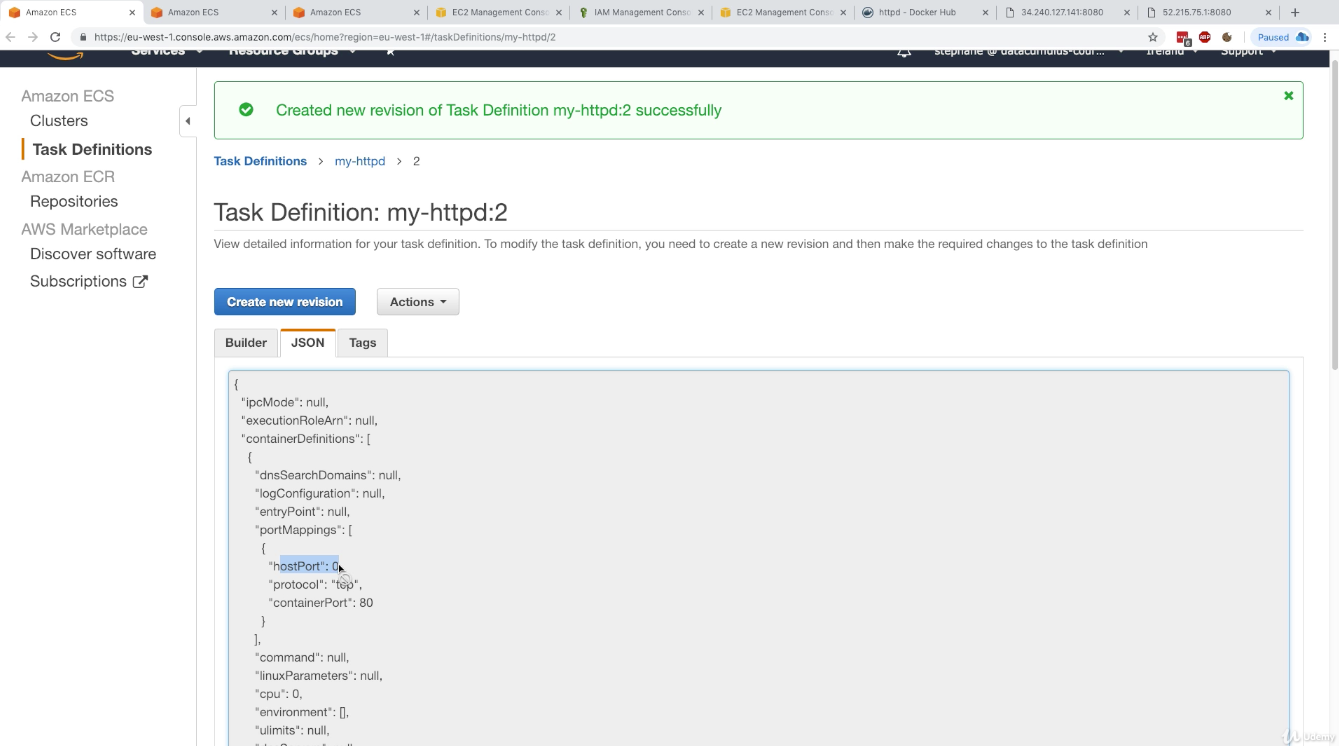 Amazon ECS
Amazon ECS
Amazon ECS
EC2 Management Cons
IAM Management Conso
EC2 Management Conso
httpd - Docker Hub
34.240.127.141:8080
52.215.75.1:8080
https://eu-west-1.console.aws.amazon.com/ecs/home?region=eu-west-1#/taskDefinitions/my-httpd/2
ABP
Paused
Services
Resource Groups
stephane @ datacumulus-cour...
Ireland
Support
Amazon ECS
Clusters
Task Definitions
Amazon ECR
Repositories
AWS Marketplace
Discover software
Subscriptions
Created new revision of Task Definition my-httpd:2 successfully
Task Definitions > my-httpd > 2
Task Definition: my-httpd:2
View detailed information for your task definition. To modify the task definition, you need to create a new revision and then make the required changes to the task definition
Create new revision
Actions
Builder
JSON
Tags
{
"ipcMode": null,
"executionRoleArn": null,
"containerDefinitions": [
{
"dnsSearchDomains": null,
"logConfiguration": null,
"entryPoint": null,
"portMappings": [
{
"hostPort": 0,
"protocol": "tcp",
"containerPort": 80
}
],
"command": null,
"linuxParameters": null,
"cpu": 0,
"environment": [],
"ulimits": null,
Udemy